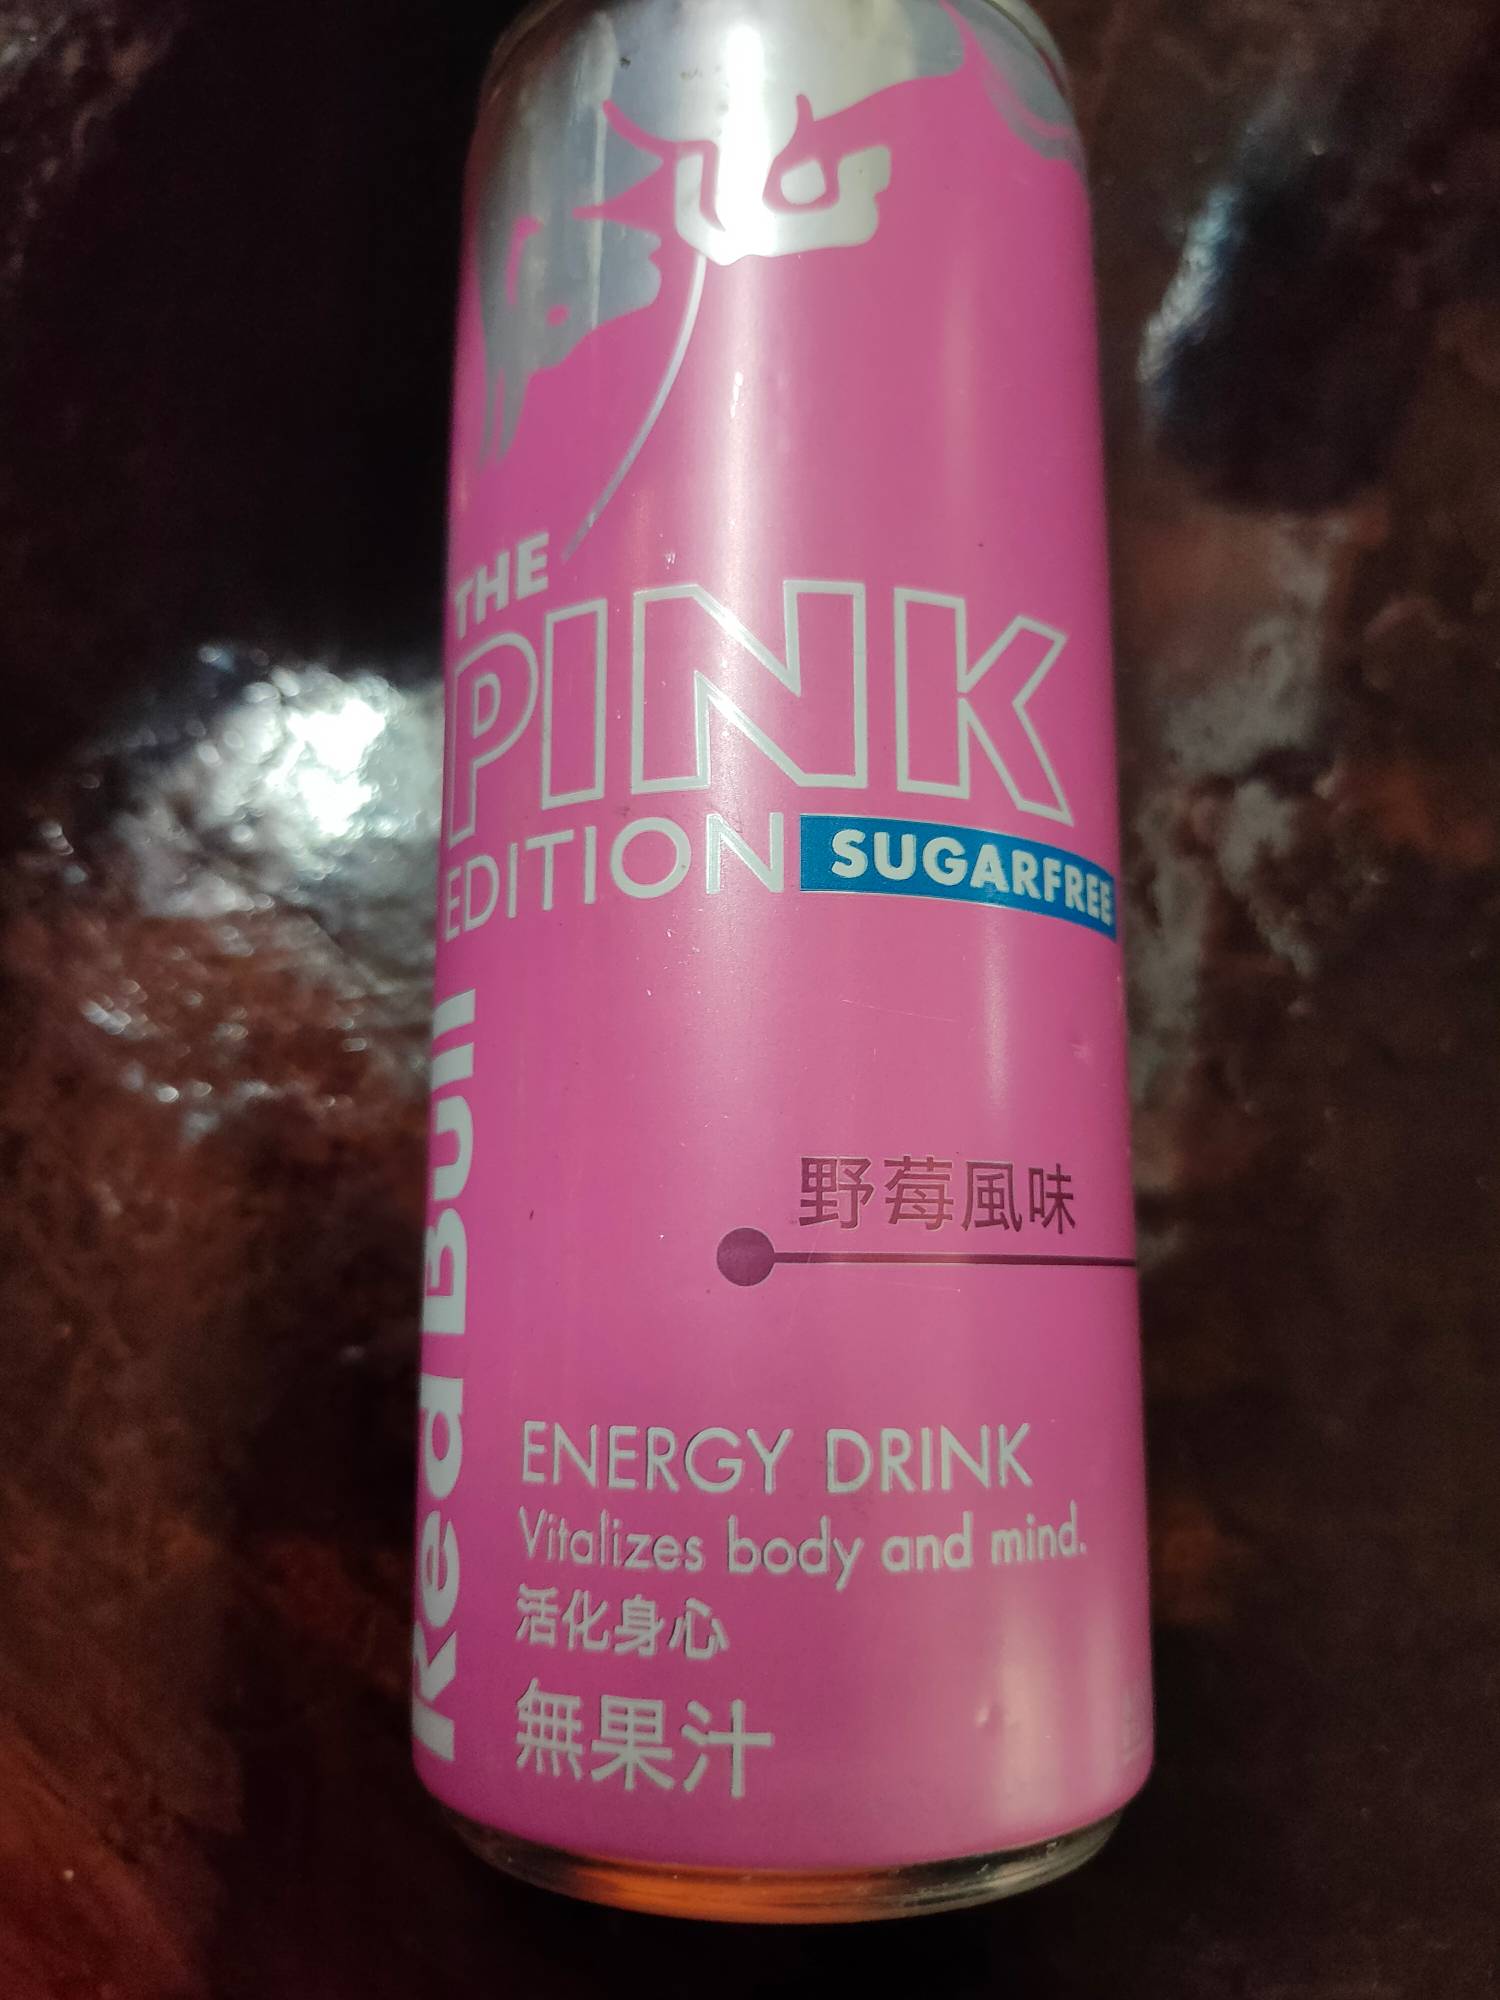 THE
PINK
EDITION SUGARFREE
Red Bull
野莓風味
ENERGY DRINK
Vitalizes body and mind.
活化身心
無果汁